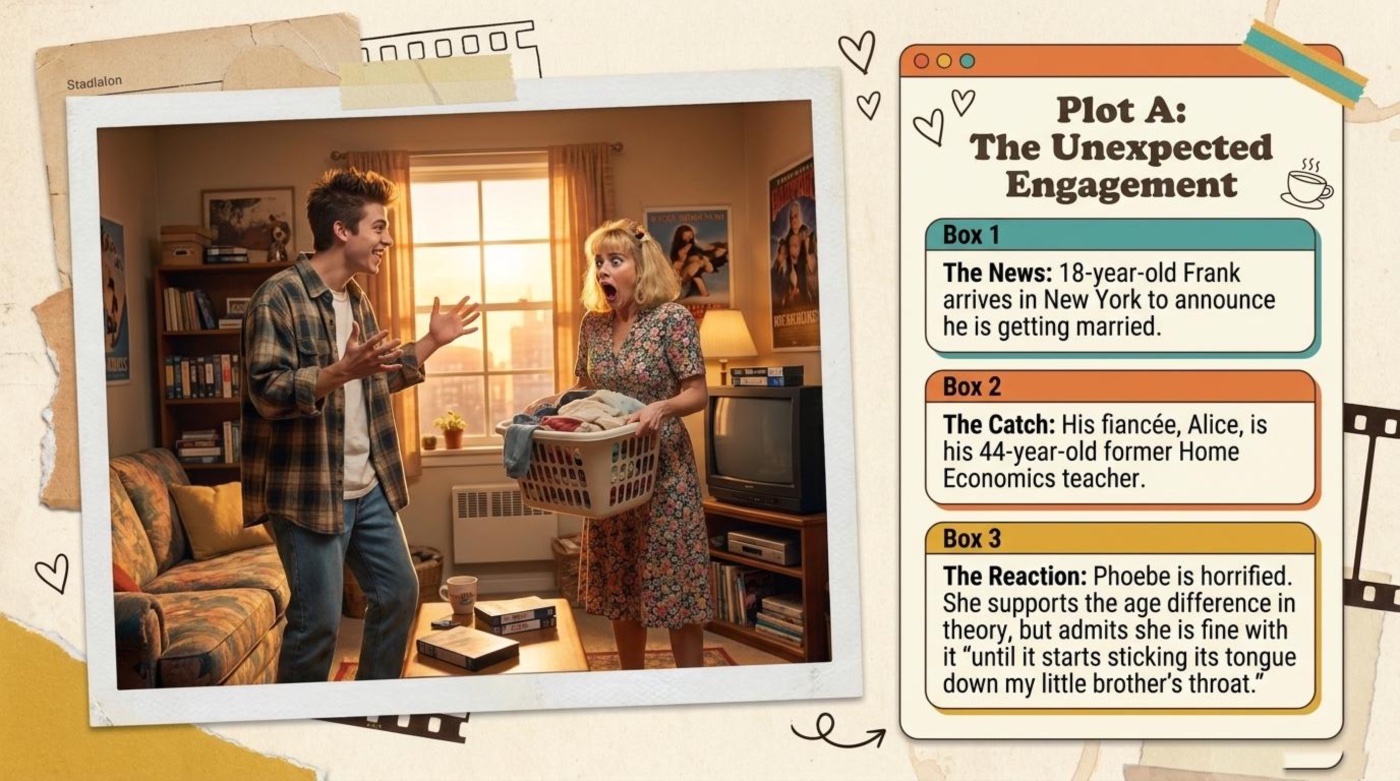 Stadlalon
Plot A:
The Unexpected
Engagement
Box 1
The News: 18-year-old Frank
arrives in New York to announce
he is getting married.
Box 2
The Catch: His fiancée, Alice, is
his 44-year-old former Home
Economics teacher.
Box 3
The Reaction: Phoebe is horrified.
She supports the age difference in
theory, but admits she is fine with
it “until it starts sticking its tongue
down my little brother’s throat.”